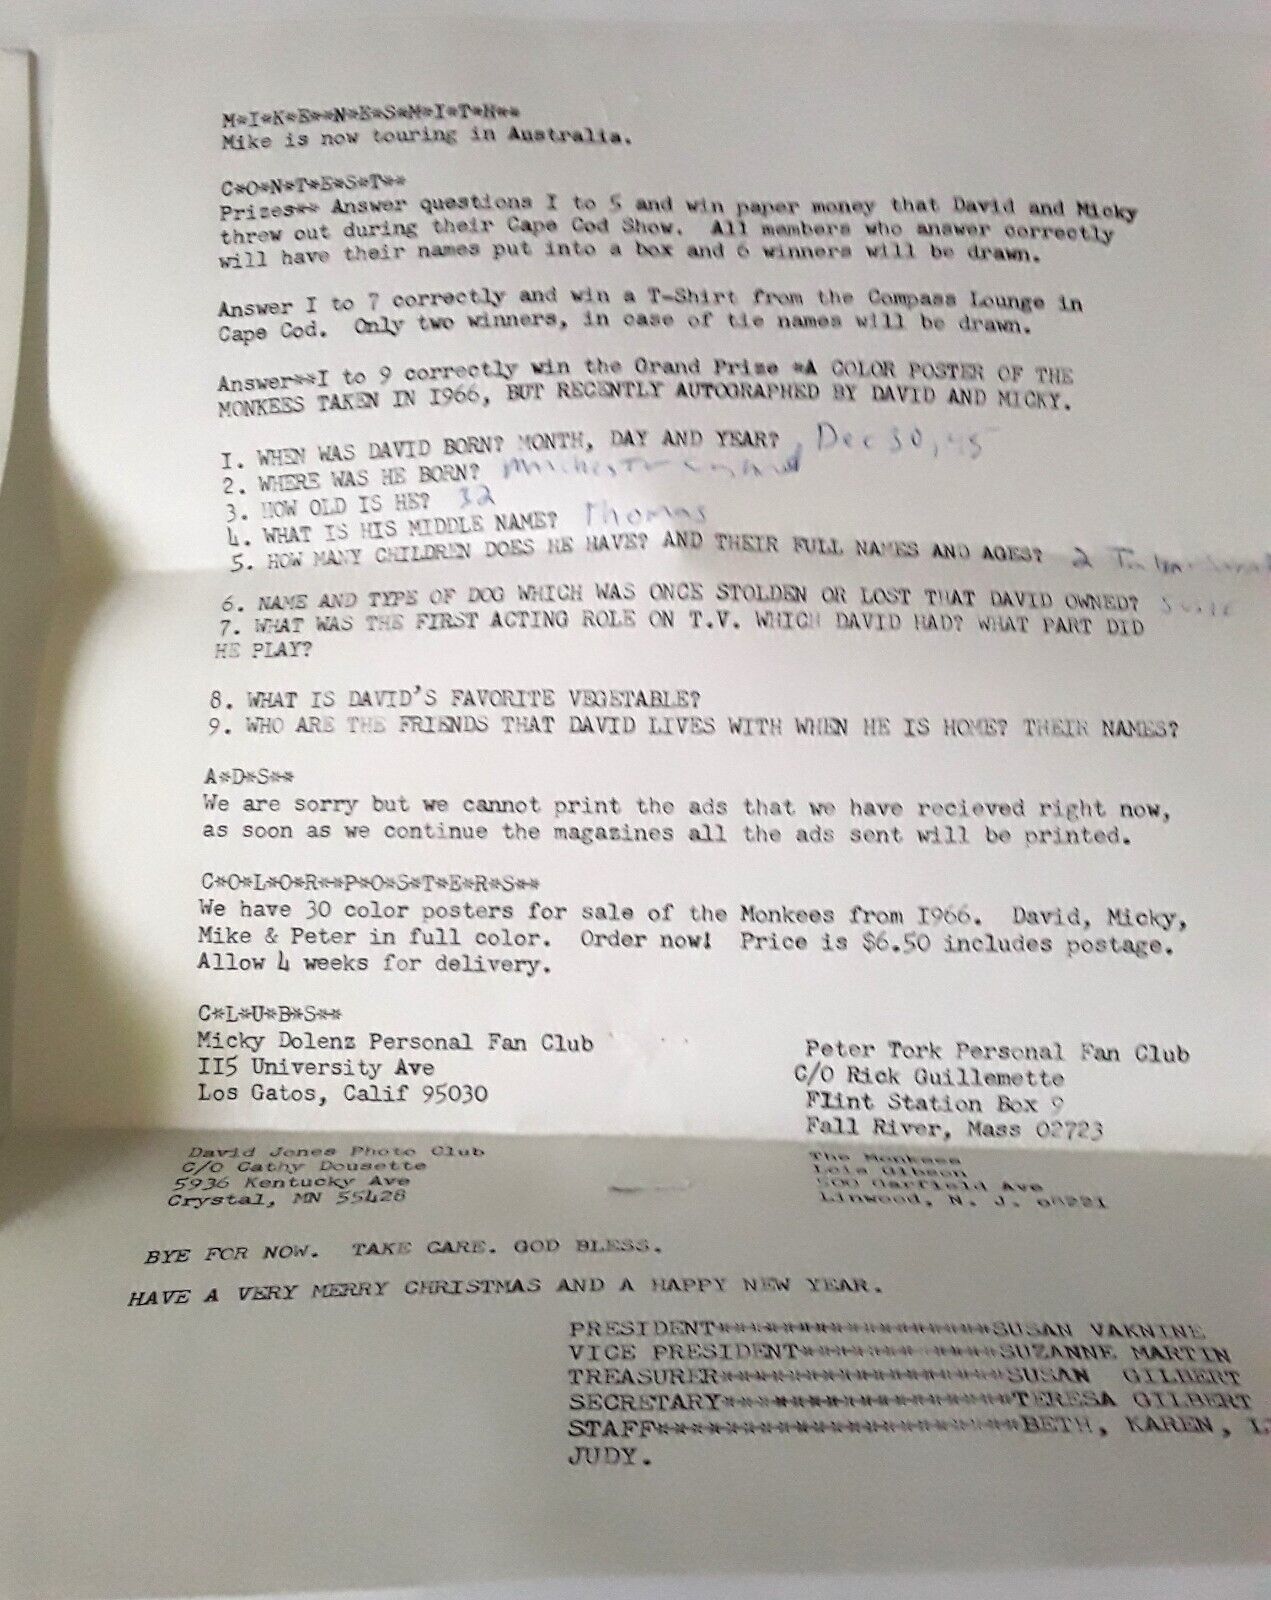 M*I*K*E**N*E*S*M*I*T*H**
Mike is now touring in Australia.
C*O*N*T*E*S*T**
Prizes** Answer questions I to 5 and win paper money that David and Micky
threw out during their Cape Cod Show. All members who answer correctly
will have their names put into a box and 6 winners will be drawn.
Answer I to 7 correctly and win a T-Shirt from the Compass Lounge in
Cape Cod. Only two winners, in case of tie names will be drawn.
Answer**I to 9 correctly win the Grand Prize *A COLOR POSTER OF THE
MONKEES TAKEN IN I966, BUT RECENTLY AUTOGRAPHED BY DAVID AND MICKY.
I. WHEN WAS DAVID BORN? MONTH, DAY AND YEAR? Dec 30, 45
2. WHERE WAS HE BORN? Manchester England
3. HOW OLD IS HE? 32
4. WHAT IS HIS MIDDLE NAME? Thomas
5. HOW MANY CHILDREN DOES HE HAVE? AND THEIR FULL NAMES AND AGES? 2
6. NAME AND TYPE OF DOG WHICH WAS ONCE STOLDEN OR LOST THAT DAVID OWNED?
7. WHAT WAS THE FIRST ACTING ROLE ON T.V. WHICH DAVID HAD? WHAT PART DID
HE PLAY?
8. WHAT IS DAVID'S FAVORITE VEGETABLE?
9. WHO ARE THE FRIENDS THAT DAVID LIVES WITH WHEN HE IS HOME? THEIR NAMES?
A*D*S**
We are sorry but we cannot print the ads that we have recieved right now,
as soon as we continue the magazines all the ads sent will be printed.
C*O*L*O*R**P*O*S*T*E*R*S**
We have 30 color posters for sale of the Monkees from I966. David, Micky,
Mike & Peter in full color. Order now! Price is $6.50 includes postage.
Allow 4 weeks for delivery.
C*L*U*B*S**
Micky Dolenz Personal Fan Club
II5 University Ave
Los Gatos, Calif 95030
Peter Tork Personal Fan Club
C/O Rick Guillemette
Flint Station Box 9
Fall River, Mass 02723
David Jones Photo Club
C/O Cathy Dousette
5936 Kentucky Ave
Crystal, MN 55428
The Monkees
Lois Gibson
500 Garfield Ave
Linwood, N. J. 08221
BYE FOR NOW. TAKE CARE. GOD BLESS.
HAVE A VERY MERRY CHRISTMAS AND A HAPPY NEW YEAR.
PRESIDENT******************SUSAN VAKNINE
VICE PRESIDENT*************SUZANNE MARTIN
TREASURER******************SUSAN GILBERT
SECRETARY******************TERESA GILBERT
STAFF**********************BETH, KAREN,
JUDY.